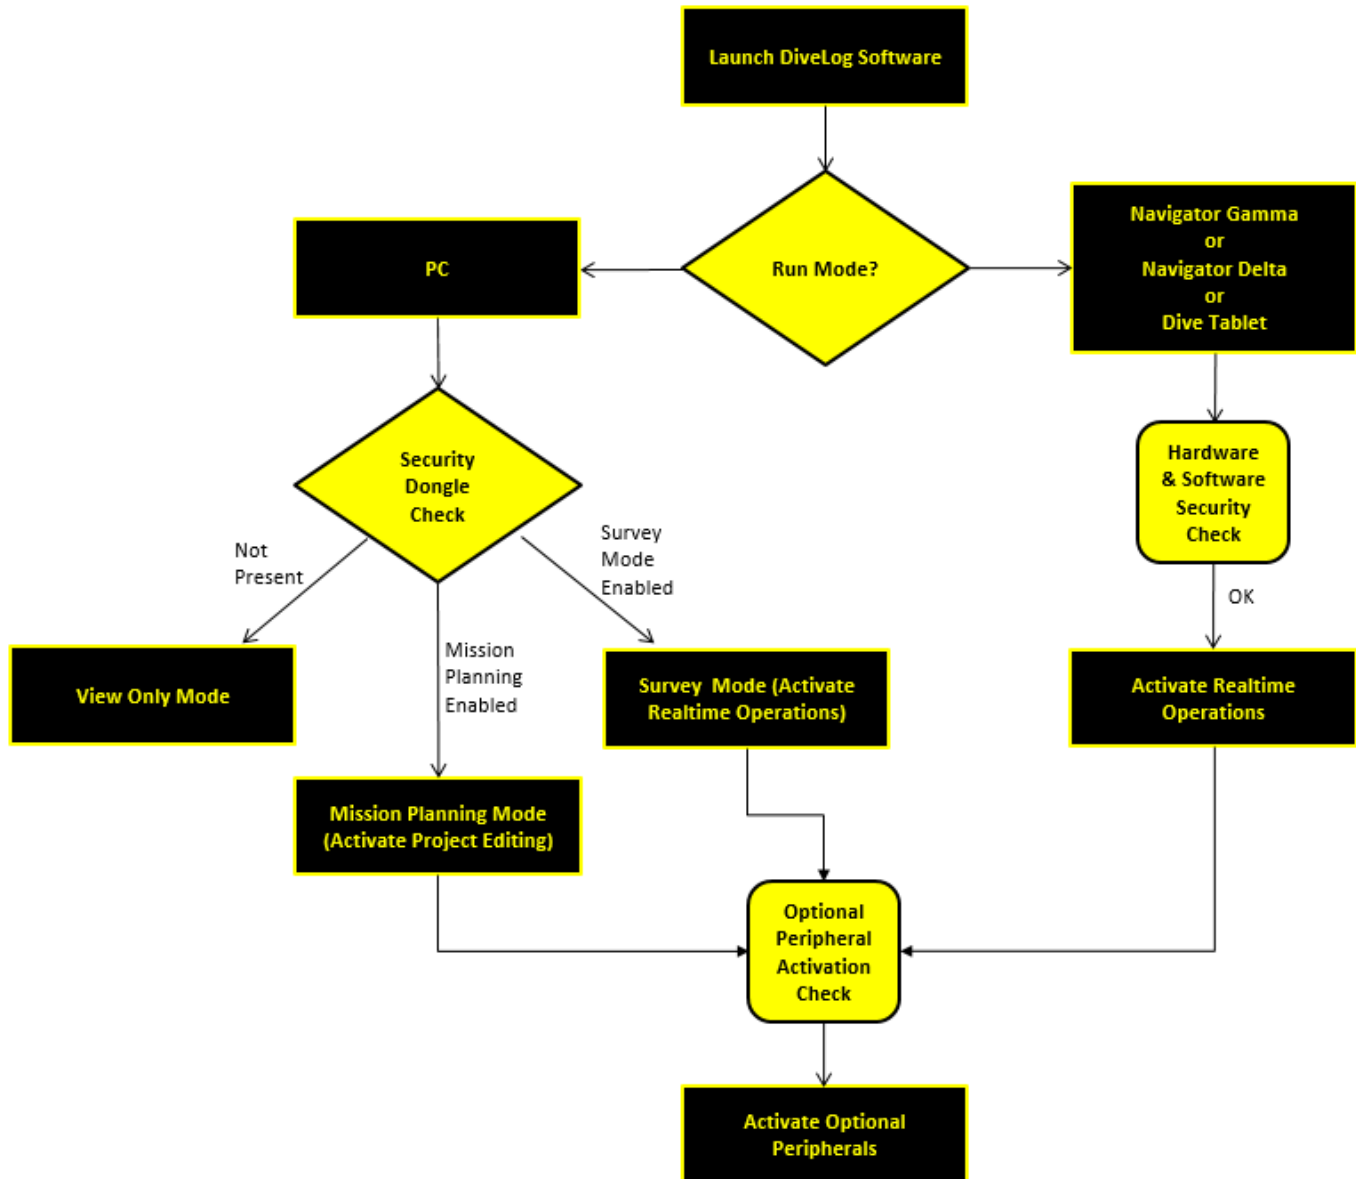 Launch DiveLog Software
Run Mode?
PC
Navigator Gamma
or
Navigator Delta
or
Dive Tablet
Security
Dongle
Check
Hardware
& Software
Security
Check
Not
Present
Survey
Mode
Enabled
OK
Mission
Planning
Enabled
View Only Mode
Survey  Mode (Activate
Realtime Operations)
Activate Realtime
Operations
Mission Planning Mode
(Activate Project Editing)
Optional
Peripheral
Activation
Check
Activate Optional
Peripherals